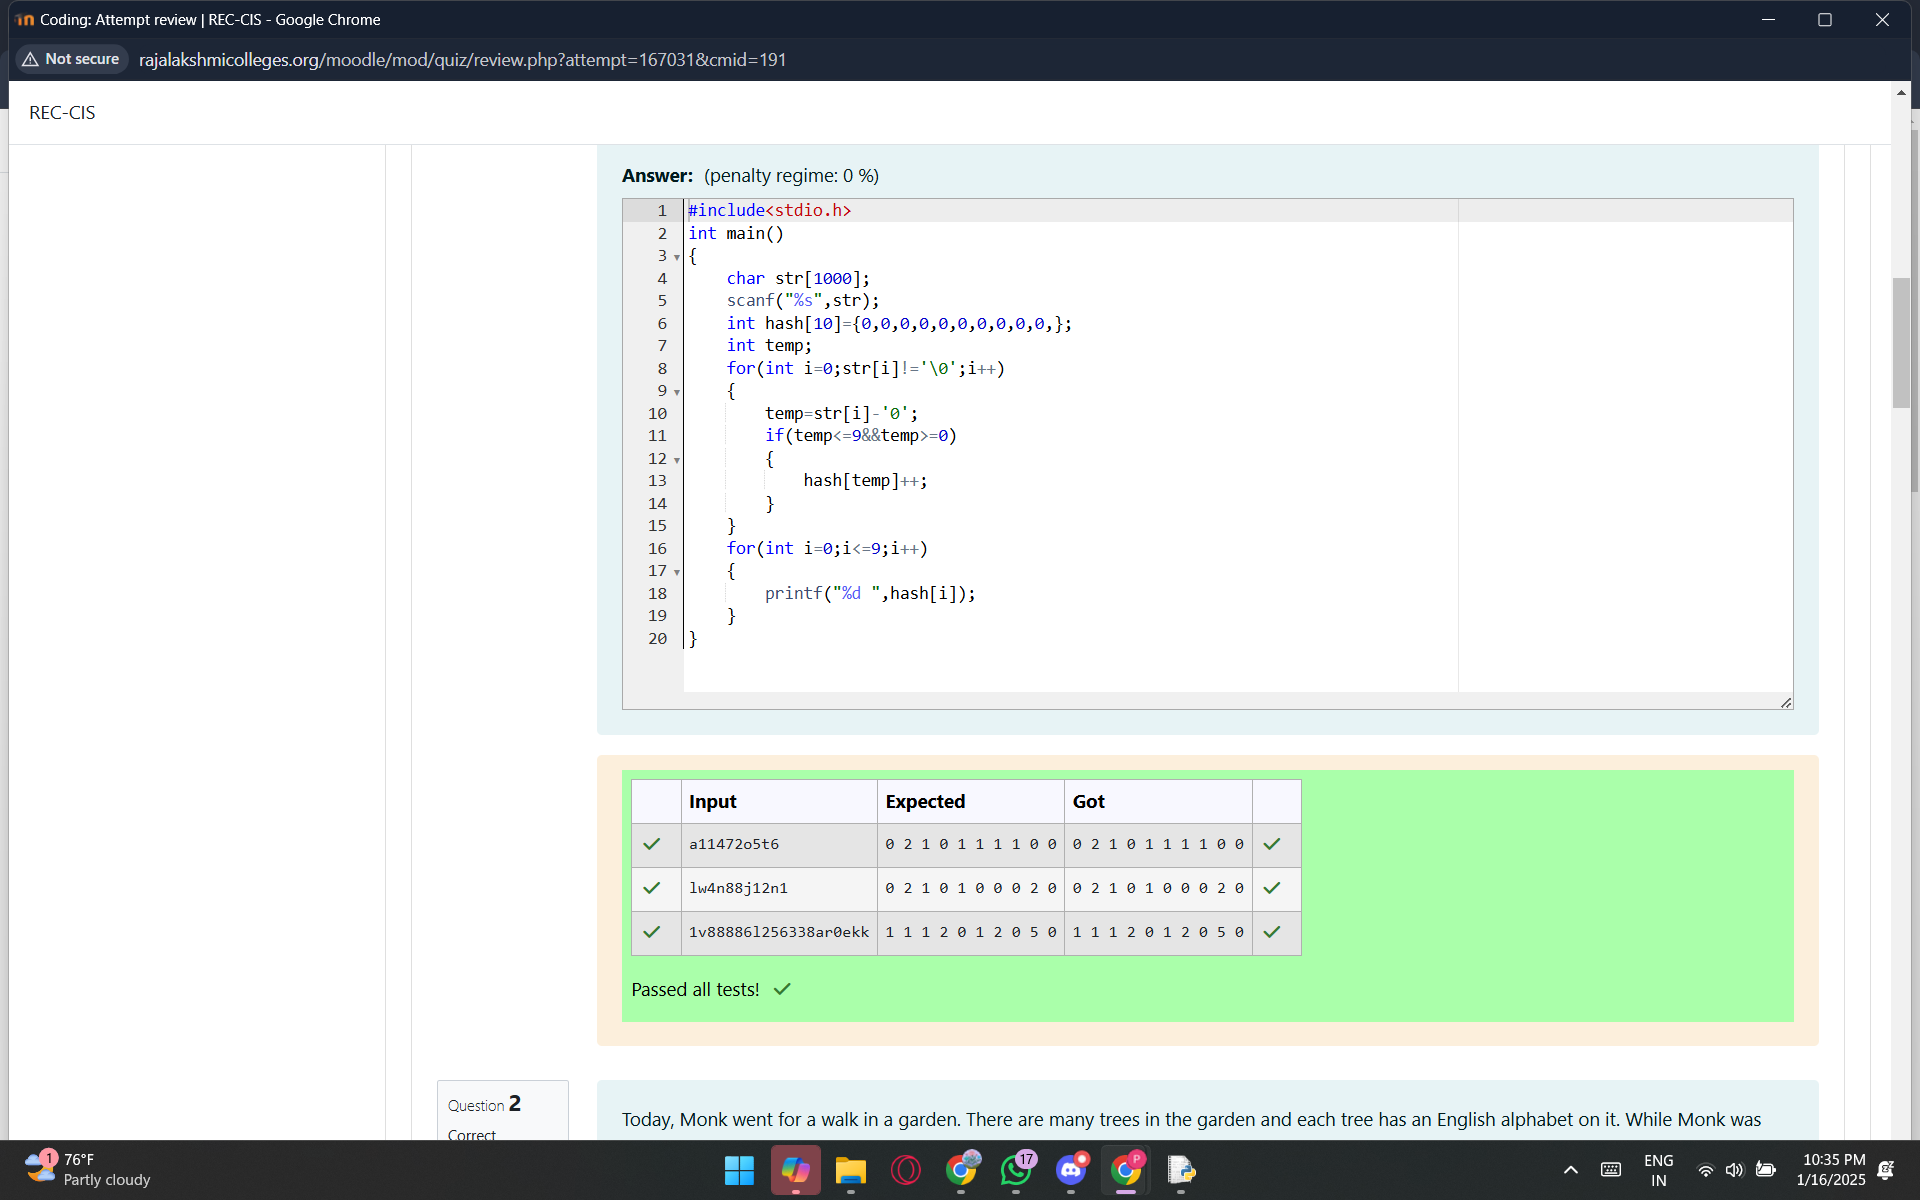 Coding: Attempt review | REC-CIS - Google Chrome
Not secure rajalakshmicolleges.org/moodle/mod/quiz/review.php?attempt=167031&cmid=191
REC-CIS
Answer: (penalty regime: 0 %)
1 #include<stdio.h>
2 int main()
3 {
4 char str[1000];
5 scanf("%s",str);
6 int hash[10]={0,0,0,0,0,0,0,0,0,0,};
7 int temp;
8 for(int i=0;str[i]!='\0';i++)
9 {
10 temp=str[i]-'0';
11 if(temp<=9&&temp>=0)
12 {
13 hash[temp]++;
14 }
15 }
16 for(int i=0;i<=9;i++)
17 {
18 printf("%d ",hash[i]);
19 }
20 }
Input Expected Got
a11472o5t6 0 2 1 0 1 1 1 1 0 0 0 2 1 0 1 1 1 1 0 0
lw4n88j12n1 0 2 1 0 1 0 0 0 2 0 0 2 1 0 1 0 0 0 2 0
1v88886l256338ar0ekk 1 1 1 2 0 1 2 0 5 0 1 1 1 2 0 1 2 0 5 0
Passed all tests!
Question 2
Correct
Today, Monk went for a walk in a garden. There are many trees in the garden and each tree has an English alphabet on it. While Monk was
1
76°F
Partly cloudy
17
P
ENG
IN
10:35 PM
1/16/2025